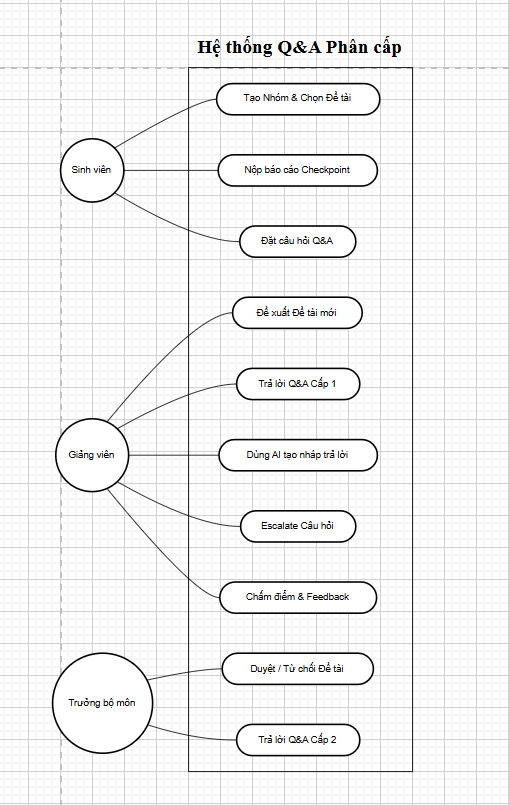 Hệ thống Q&A Phân cấp
Tạo Nhóm & Chọn Đề tài
Sinh viên
Nộp báo cáo Checkpoint
Đặt câu hỏi Q&A
Đề xuất Đề tài mới
Trả lời Q&A Cấp 1
Giảng viên
Dùng AI tạo nháp trả lời
Escalate Câu hỏi
Chấm điểm & Feedback
Duyệt / Từ chối Đề tài
Trưởng bộ môn
Trả lời Q&A Cấp 2